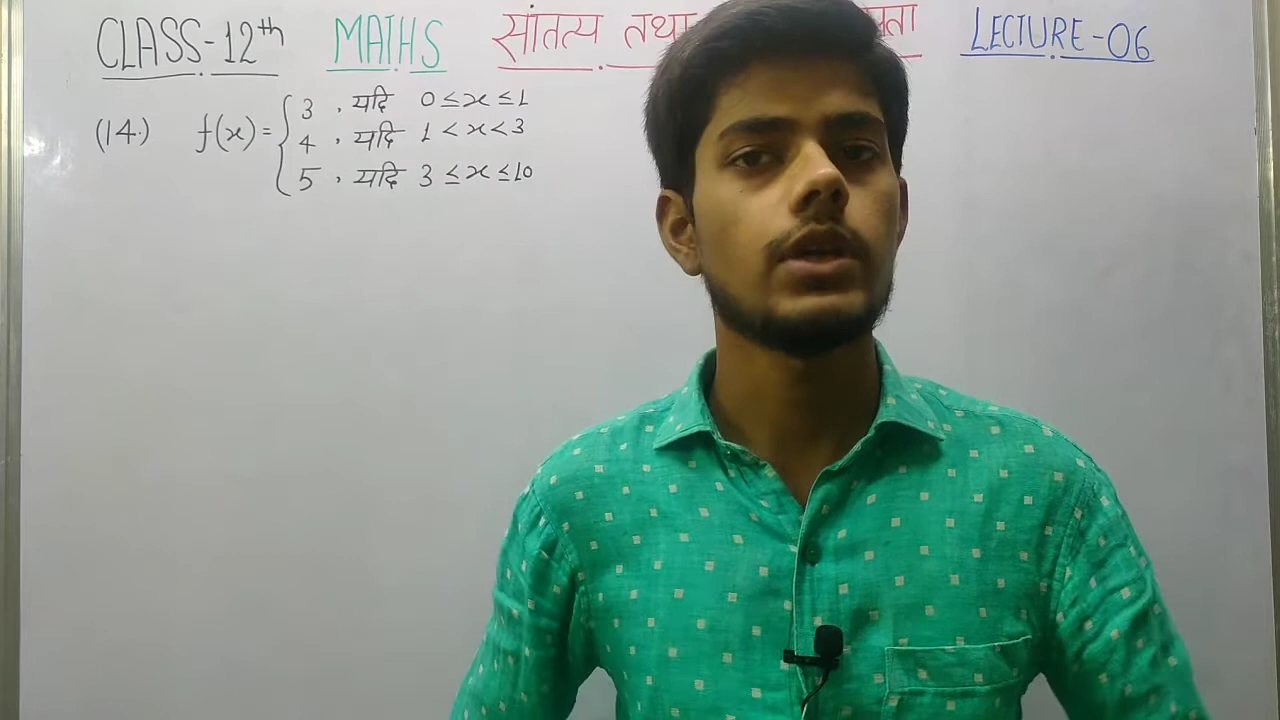 CLASS-12th MATHS सांतत्य तथा LECTURE-06
(14.) f(x) = { 3 , यदि 0 ≤ x ≤ 1
4 , यदि 1 < x < 3
5 , यदि 3 ≤ x ≤ 10